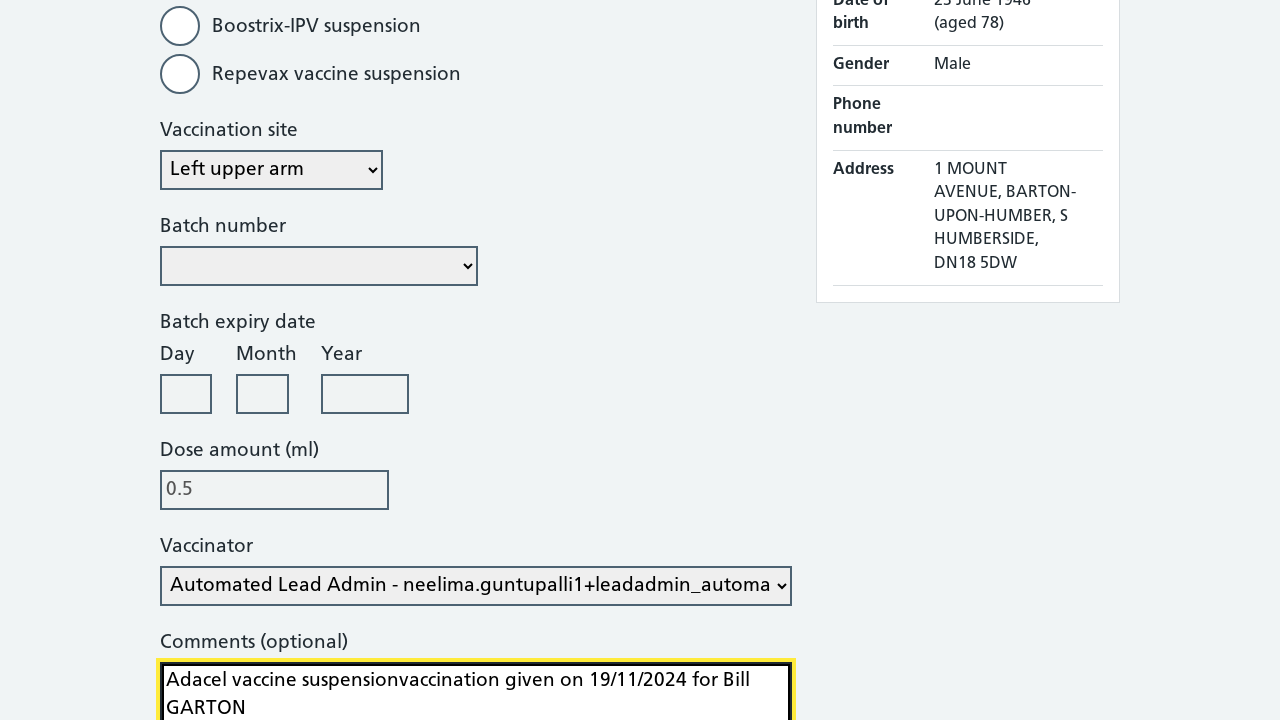 Boostrix-IPV suspension
Repevax vaccine suspension
Vaccination site
Left upper arm
Batch number
Batch expiry date
Day Month Year
Dose amount (ml)
0.5
Vaccinator
Automated Lead Admin - neelima.guntupalli1+leadadmin_automa
Comments (optional)
Adacel vaccine suspensionvaccination given on 19/11/2024 for Bill
GARTON
Date of
birth
23 June 1946
(aged 78)
Gender
Male
Phone
number
Address
1 MOUNT
AVENUE, BARTON-
UPON-HUMBER, S
HUMBERSIDE,
DN18 5DW